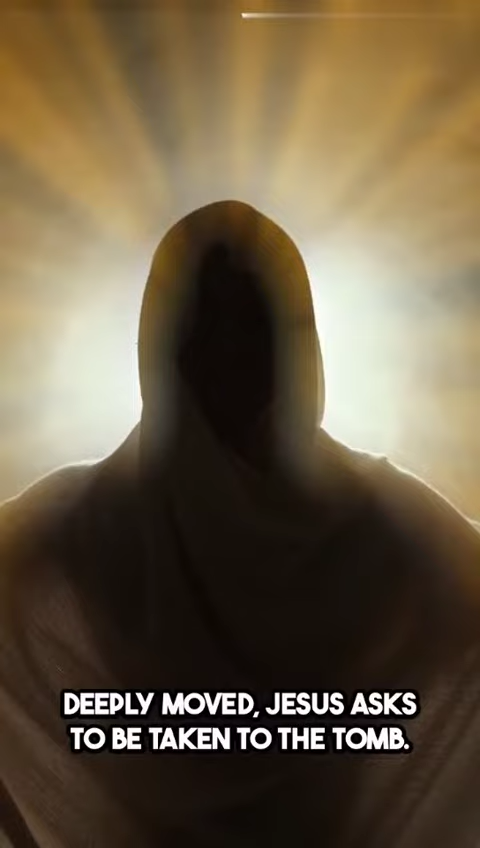 DEEPLY MOVED, JESUS ASKS
TO BE TAKEN TO THE TOMB.